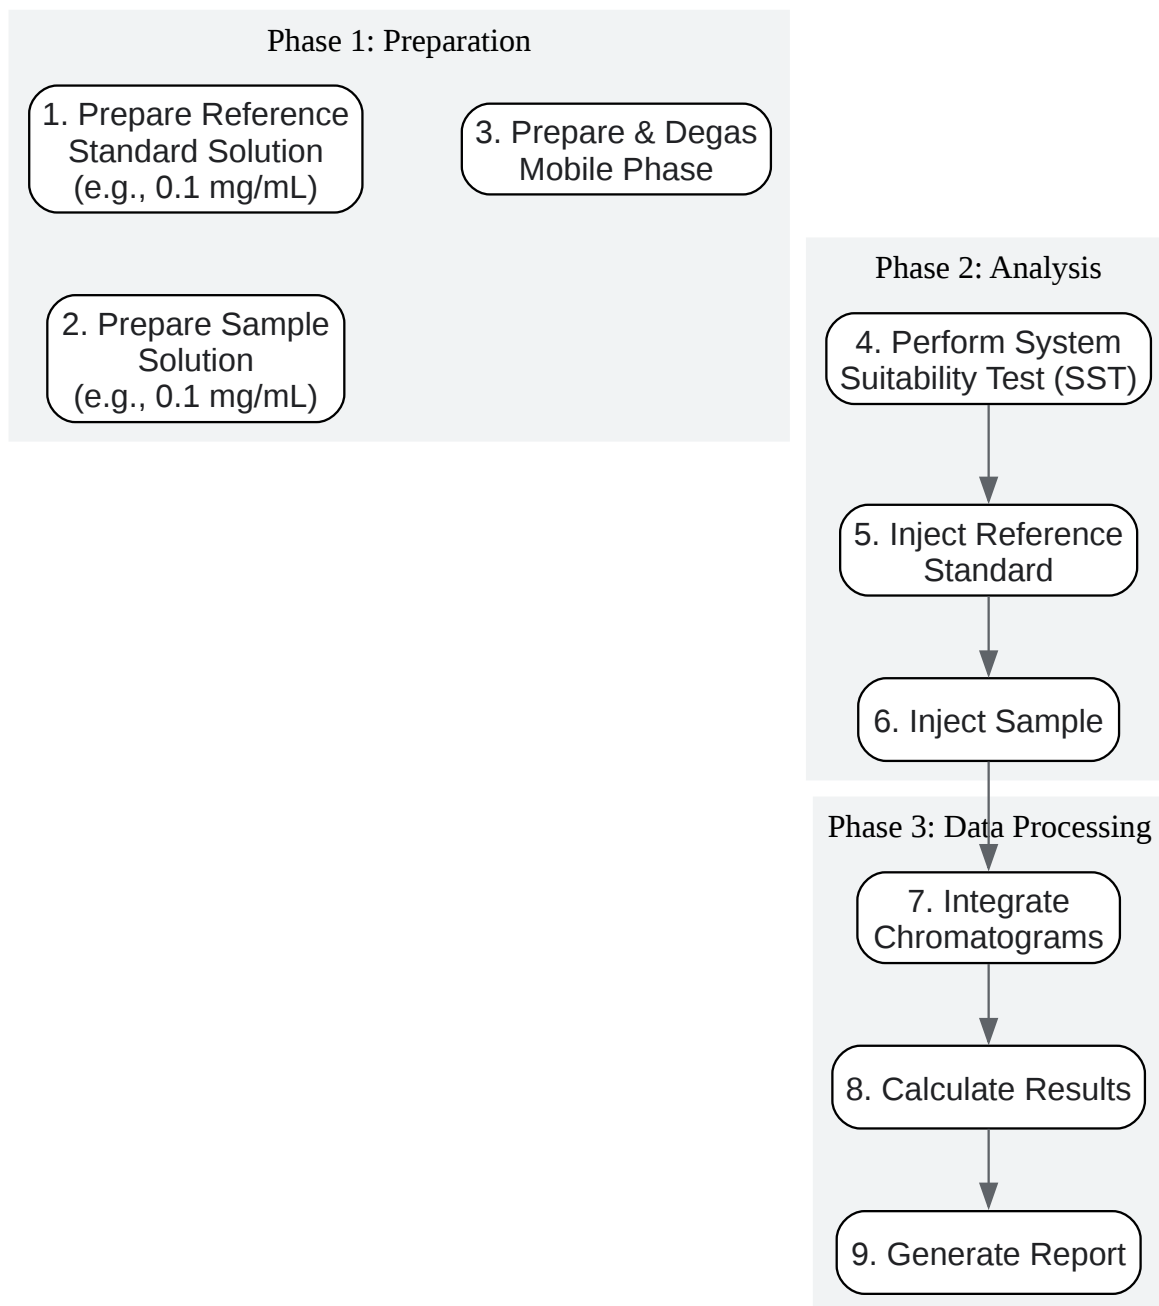 Phase 1: Preparation
1. Prepare Reference
Standard Solution
(e.g., 0.1 mg/mL)
3. Prepare & Degas
Mobile Phase
2. Prepare Sample
Solution
(e.g., 0.1 mg/mL)
Phase 2: Analysis
4. Perform System
Suitability Test (SST)
5. Inject Reference
Standard
6. Inject Sample
Phase 3: Data Processing
7. Integrate
Chromatograms
8. Calculate Results
9. Generate Report